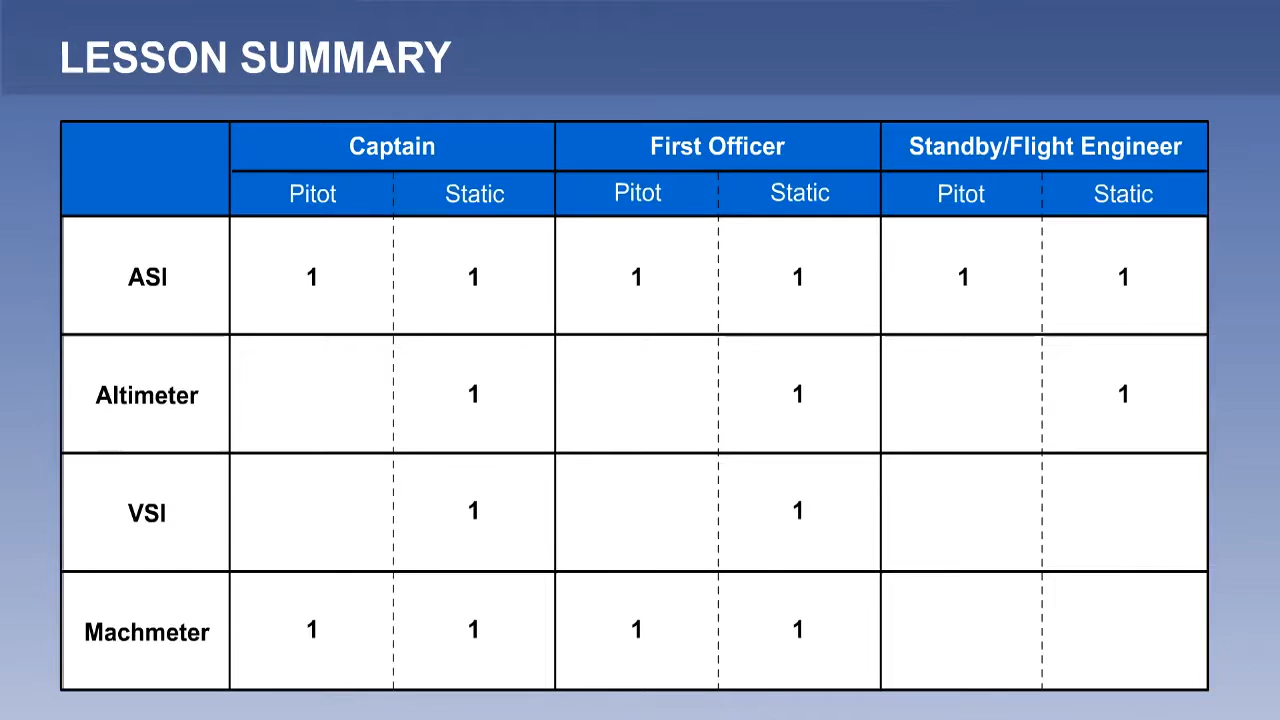 LESSON SUMMARY
Captain First Officer Standby/Flight Engineer
Pitot Static Pitot Static Pitot Static
ASI 1 1 1 1 1 1
Altimeter 1 1 1
VSI 1 1
Machmeter 1 1 1 1